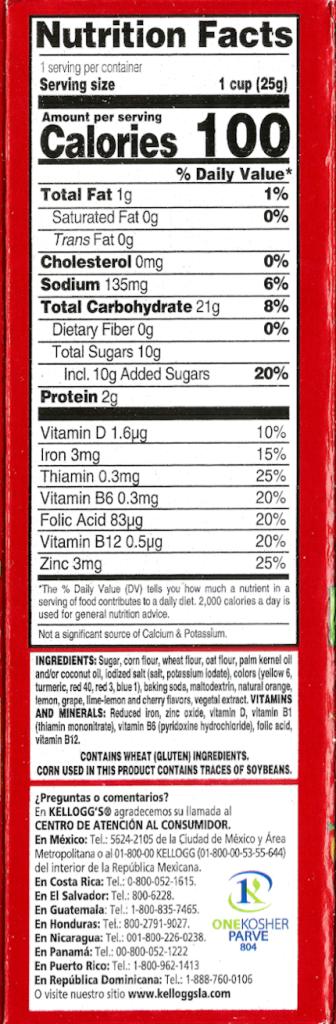 Nutrition Facts
1 serving per container
Serving size 1 cup (25g)
Amount per serving
Calories 100
% Daily Value*
Total Fat 1g 1%
Saturated Fat 0g 0%
Trans Fat 0g
Cholesterol 0mg 0%
Sodium 135mg 6%
Total Carbohydrate 21g 8%
Dietary Fiber 0g 0%
Total Sugars 10g
Incl. 10g Added Sugars 20%
Protein 2g
Vitamin D 1.6µg 10%
Iron 3mg 15%
Thiamin 0.3mg 25%
Vitamin B6 0.3mg 20%
Folic Acid 83µg 20%
Vitamin B12 0.5µg 20%
Zinc 3mg 25%
*The % Daily Value (DV) tells you how much a nutrient in a
serving of food contributes to a daily diet. 2,000 calories a day is
used for general nutrition advice.
Not a significant source of Calcium & Potassium.
INGREDIENTS: Sugar, corn flour, wheat flour, oat flour, palm kernel oil
and/or coconut oil, iodized salt (salt, potassium iodate), colors (yellow 6,
turmeric, red 40, red 3, blue 1), baking soda, maltodextrin, natural orange,
lemon, grape, lime-lemon and cherry flavors, vegetal extract. VITAMINS
AND MINERALS: Reduced iron, zinc oxide, vitamin D, vitamin B1
(thiamin mononitrate), vitamin B6 (pyridoxine hydrochloride), folic acid,
vitamin B12.
CONTAINS WHEAT (GLUTEN) INGREDIENTS.
CORN USED IN THIS PRODUCT CONTAINS TRACES OF SOYBEANS.
¿Preguntas o comentarios?
En KELLOGG'S® agradecemos su llamada al
CENTRO DE ATENCIÓN AL CONSUMIDOR.
En México: Tel.: 5624-2105 de la Ciudad de México y Área
Metropolitana o al 01-800-00 KELLOGG (01-800-00-53-55-644)
del interior de la República Mexicana.
En Costa Rica: Tel.: 0-800-052-1615.
En El Salvador: Tel.: 800-6228.
En Guatemala: Tel.: 1-800-835-7465.
En Honduras: Tel.: 800-2791-9027.
En Nicaragua: Tel.: 001-800-226-0238.
En Panamá: Tel.: 00-800-052-1222
En Puerto Rico: Tel.: 1-800-962-1413
En República Dominicana: Tel.: 1-888-760-0106
O visite nuestro sitio www.kelloggsla.com
1K
ONEKOSHER
PARVE
804